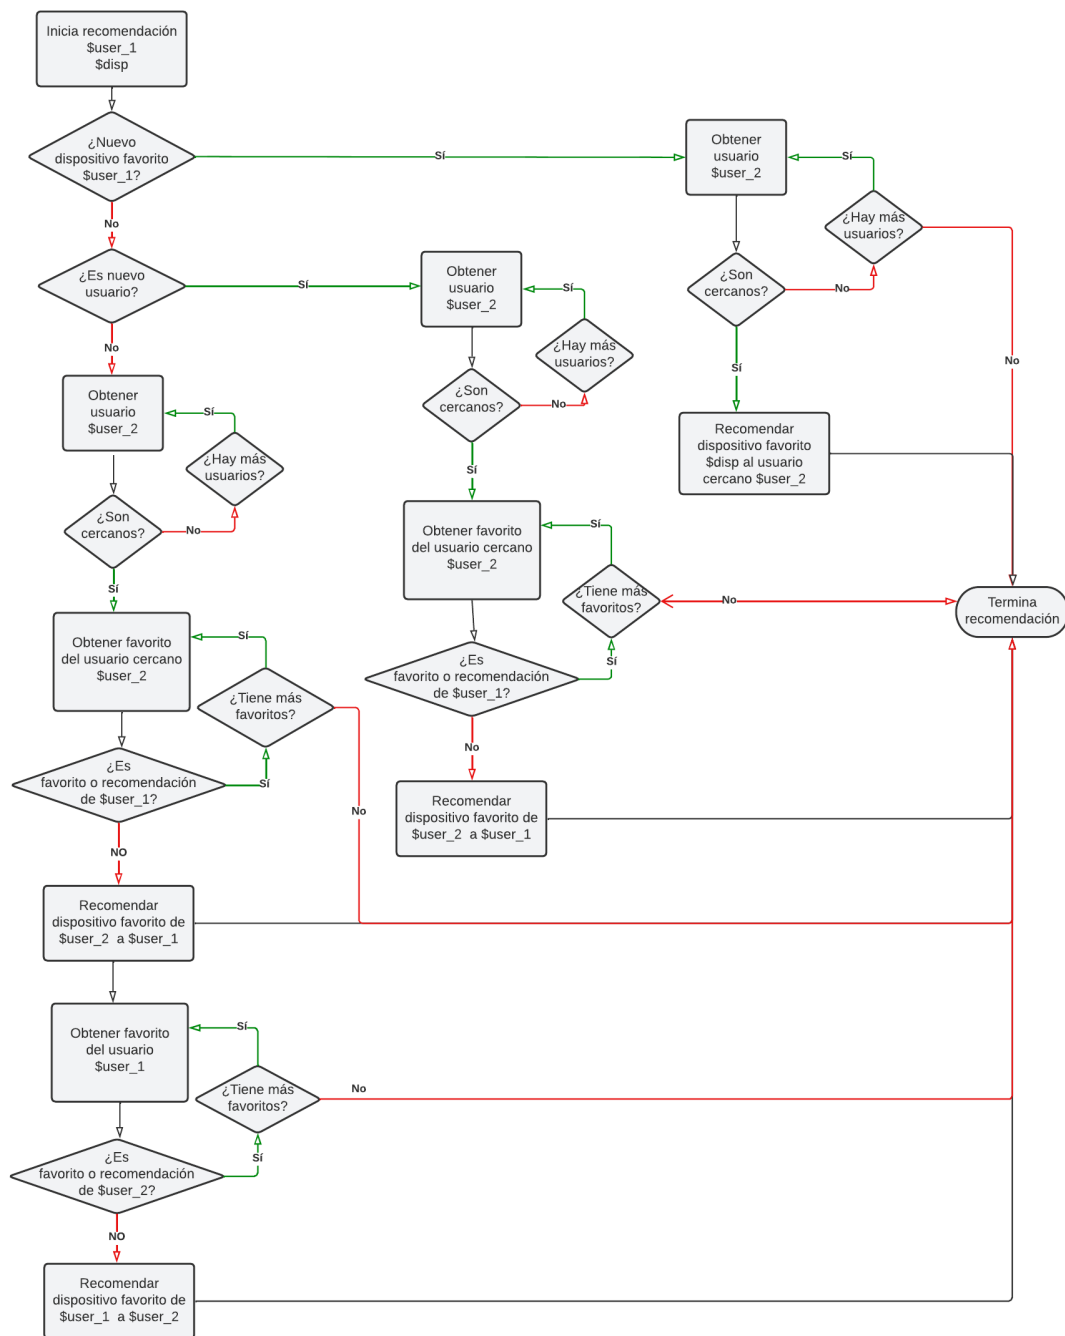 Inicia recomendación
$user_1
$disp
¿Nuevo
dispositivo favorito
$user_1?
Sí
Obtener
usuario
$user_2
Sí
¿Hay más
usuarios?
No
¿Es nuevo
usuario?
Sí
Obtener
usuario
$user_2
Sí
¿Son
cercanos?
No
No
¿Hay más
usuarios?
No
Sí
Obtener
usuario
$user_2
Sí
¿Son
cercanos?
No
Recomendar
dispositivo favorito
$disp al usuario
cercano $user_2
¿Hay más
usuarios?
Sí
¿Son
cercanos?
No
Obtener favorito
del usuario cercano
$user_2
Sí
Sí
¿Tiene más
favoritos?
No
Termina
recomendación
Obtener favorito
del usuario cercano
$user_2
Sí
¿Es
favorito o recomendación
de $user_1?
Sí
¿Tiene más
favoritos?
No
¿Es
favorito o recomendación
de $user_1?
Sí
Recomendar
dispositivo favorito de
$user_2 a $user_1
No
NO
Recomendar
dispositivo favorito de
$user_2 a $user_1
Obtener favorito
del usuario
$user_1
Sí
¿Tiene más
favoritos?
No
¿Es
favorito o recomendación
de $user_2?
Sí
NO
Recomendar
dispositivo favorito de
$user_1 a $user_2